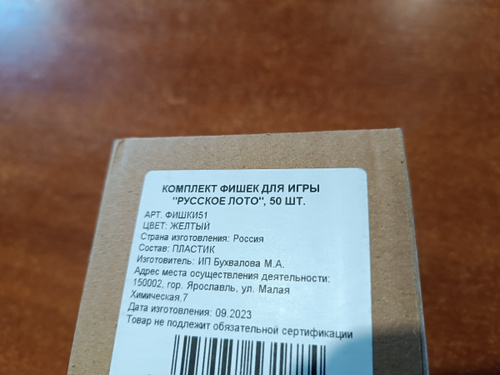 КОМПЛЕКТ ФИШЕК ДЛЯ ИГРЫ
"РУССКОЕ ЛОТО", 50 ШТ.
АРТ. ФИШКИ51
ЦВЕТ: ЖЕЛТЫЙ
Страна изготовления: Россия
Состав: ПЛАСТИК
Изготовитель: ИП Бухвалова М.А.
Адрес места осуществления деятельности:
150002, гор. Ярославль, ул. Малая
Химическая,7
Дата изготовления: 09.2023
Товар не подлежит обязательной сертификации